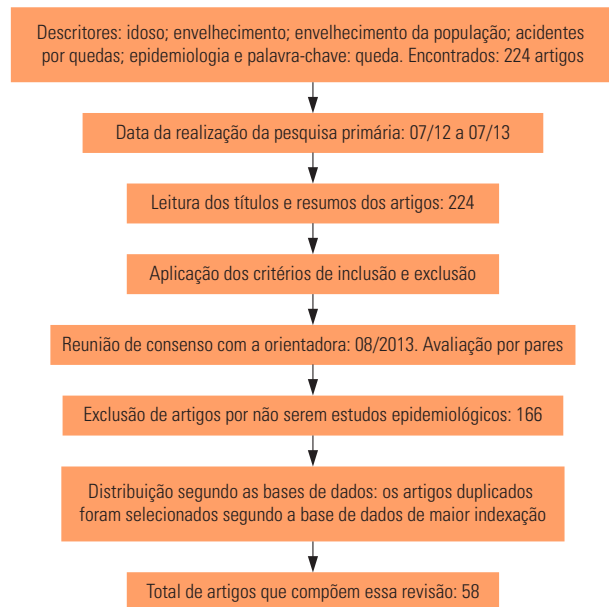 Descritores: idoso; envelhecimento; envelhecimento da população; acidentes
por quedas; epidemiologia e palavra-chave: queda. Encontrados: 224 artigos
Data da realização da pesquisa primária: 07/12 a 07/13
Leitura dos títulos e resumos dos artigos: 224
Aplicação dos critérios de inclusão e exclusão
Reunião de consenso com a orientadora: 08/2013. Avaliação por pares
Exclusão de artigos por não serem estudos epidemiológicos: 166
Distribuição segundo as bases de dados: os artigos duplicados
foram selecionados segundo a base de dados de maior indexação
Total de artigos que compõem essa revisão: 58